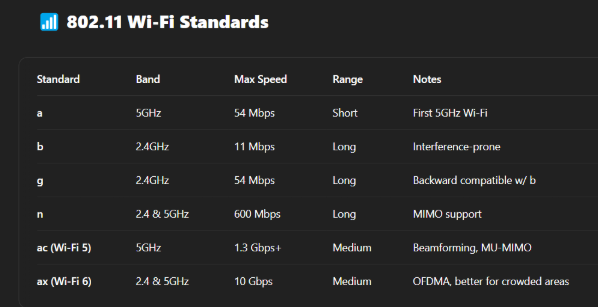 802.11 Wi-Fi Standards
Standard Band Max Speed Range Notes
a 5GHz 54 Mbps Short First 5GHz Wi-Fi
b 2.4GHz 11 Mbps Long Interference-prone
g 2.4GHz 54 Mbps Long Backward compatible w/ b
n 2.4 & 5GHz 600 Mbps Long MIMO support
ac (Wi-Fi 5) 5GHz 1.3 Gbps+ Medium Beamforming, MU-MIMO
ax (Wi-Fi 6) 2.4 & 5GHz 10 Gbps Medium OFDMA, better for crowded areas